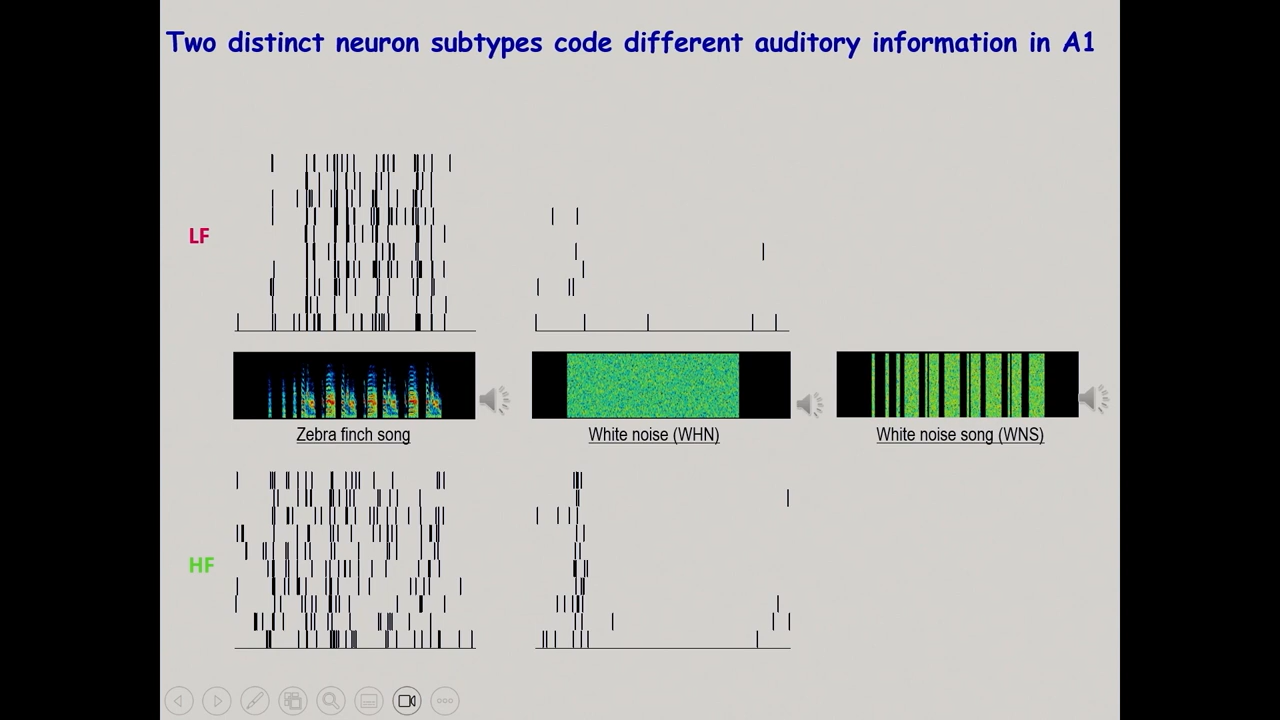 Two distinct neuron subtypes code different auditory information in A1
LF
Zebra finch song
White noise (WHN)
White noise song (WNS)
HF